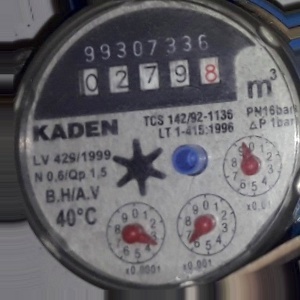 99307336
02798
m³
KADEN
TCS 142/92-1136
LT 1-415:1996
PN16bar
ΔP 1bar
LV 429/1999
N 0,6/Qp 1,5
B.H/A.V
40°C
x0.01
x0.001
x0.0001